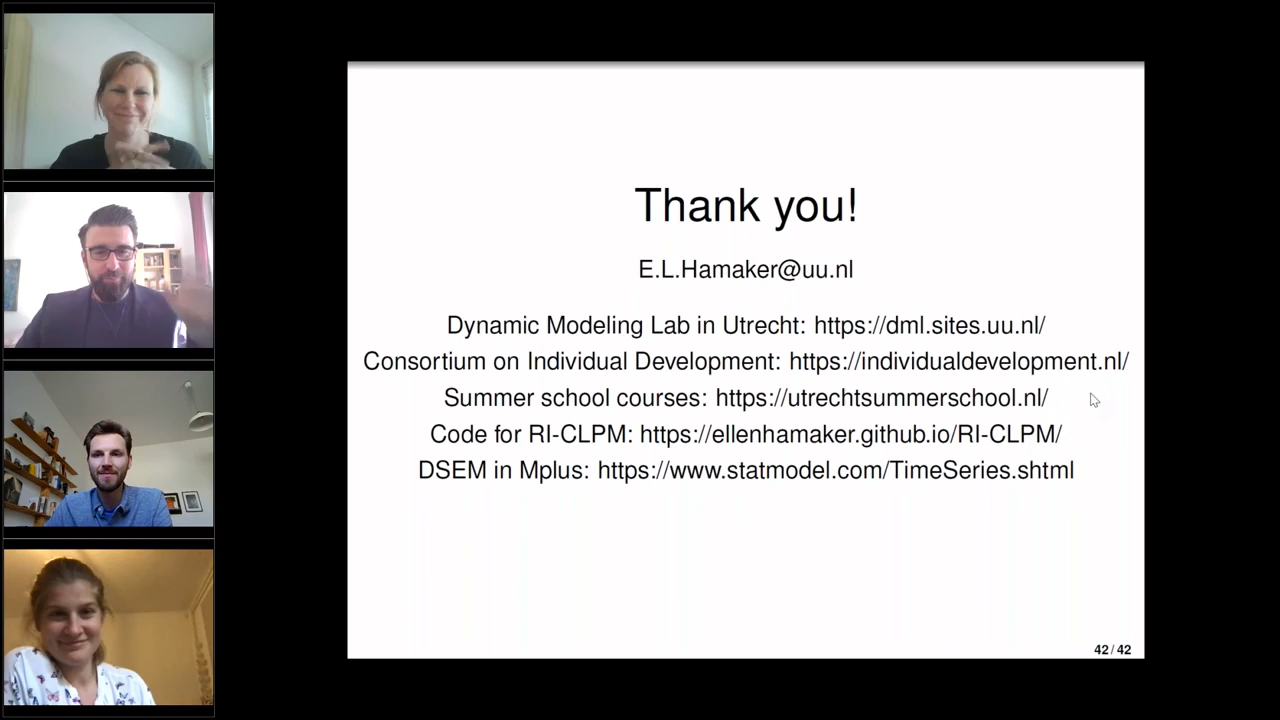 Thank you!
E.L.Hamaker@uu.nl
Dynamic Modeling Lab in Utrecht: https://dml.sites.uu.nl/
Consortium on Individual Development: https://individualdevelopment.nl/
Summer school courses: https://utrechtsummerschool.nl/
Code for RI-CLPM: https://ellenhamaker.github.io/RI-CLPM/
DSEM in Mplus: https://www.statmodel.com/TimeSeries.shtml
42 / 42